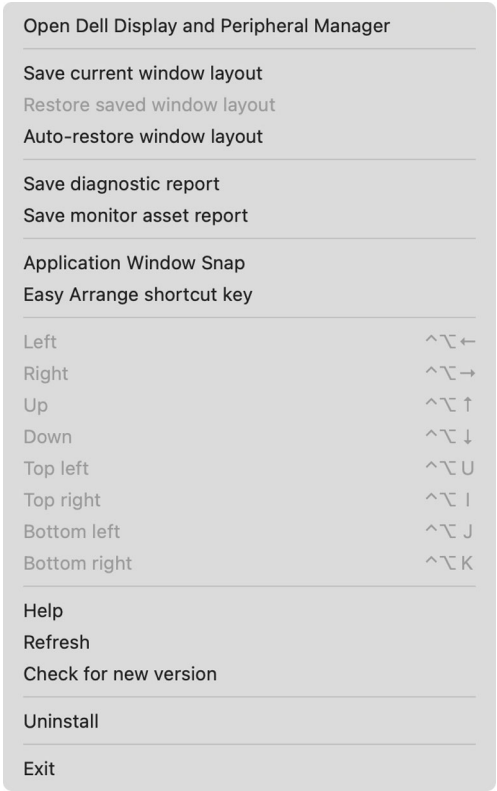 Open Dell Display and Peripheral Manager
Save current window layout
Restore saved window layout
Auto-restore window layout
Save diagnostic report
Save monitor asset report
Application Window Snap
Easy Arrange shortcut key
Left ^⌥←
Right ^⌥→
Up ^⌥↑
Down ^⌥↓
Top left ^⌥U
Top right ^⌥I
Bottom left ^⌥J
Bottom right ^⌥K
Help
Refresh
Check for new version
Uninstall
Exit